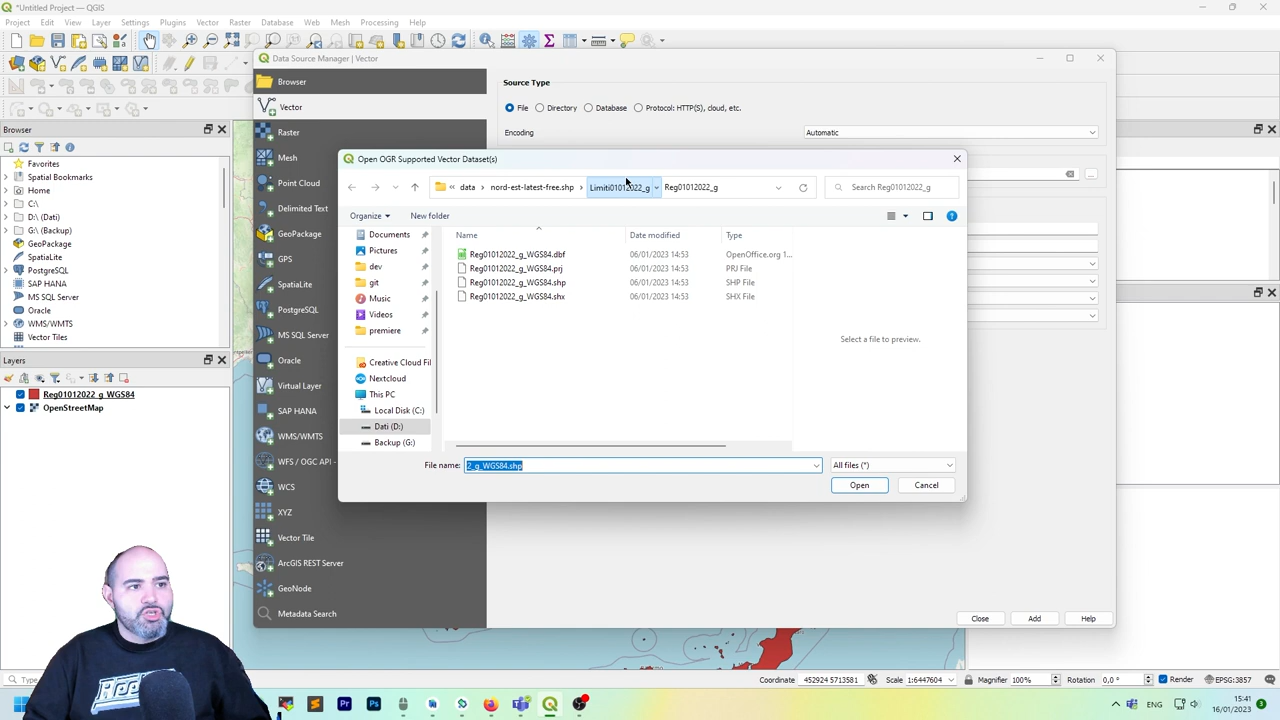 *Untitled Project — QGIS
Project Edit View Layer Settings Plugins Vector Raster Database Web Mesh Processing Help
Data Source Manager | Vector
Browser
Vector
Raster
Mesh
Point Cloud
Delimited Text
GeoPackage
GPS
SpatiaLite
PostgreSQL
MS SQL Server
Oracle
Virtual Layer
SAP HANA
WMS/WMTS
WFS / OGC API -
WCS
XYZ
Vector Tile
ArcGIS REST Server
GeoNode
Metadata Search
Source Type
File Directory Database Protocol: HTTP(S), cloud, etc.
Encoding Automatic
Close Add Help
Open OGR Supported Vector Dataset(s)
« data > nord-est-latest-free.shp > Limiti01012022_g Reg01012022_g
Search Reg01012022_g
Organize New folder
Documents
Pictures
dev
git
Music
Videos
premiere
Creative Cloud Fil
Nextcloud
This PC
Local Disk (C:)
Dati (D:)
Backup (G:)
Name Date modified Type
Reg01012022_g_WGS84.dbf 06/01/2023 14:53 OpenOffice.org 1...
Reg01012022_g_WGS84.prj 06/01/2023 14:53 PRJ File
Reg01012022_g_WGS84.shp 06/01/2023 14:53 SHP File
Reg01012022_g_WGS84.shx 06/01/2023 14:53 SHX File
Select a file to preview.
File name: 2_g_WGS84.shp All files (*)
Open Cancel
Browser
Favorites
Spatial Bookmarks
Home
C:\
D:\ (Dati)
G:\ (Backup)
GeoPackage
SpatiaLite
PostgreSQL
SAP HANA
MS SQL Server
Oracle
WMS/WMTS
Vector Tiles
Layers
Reg01012022_g_WGS84
OpenStreetMap
Coordinate 452924 5713581 Scale 1:6447604 Magnifier 100% Rotation 0,0 ° Render EPSG:3857
ENG 15:41
16/01/2023